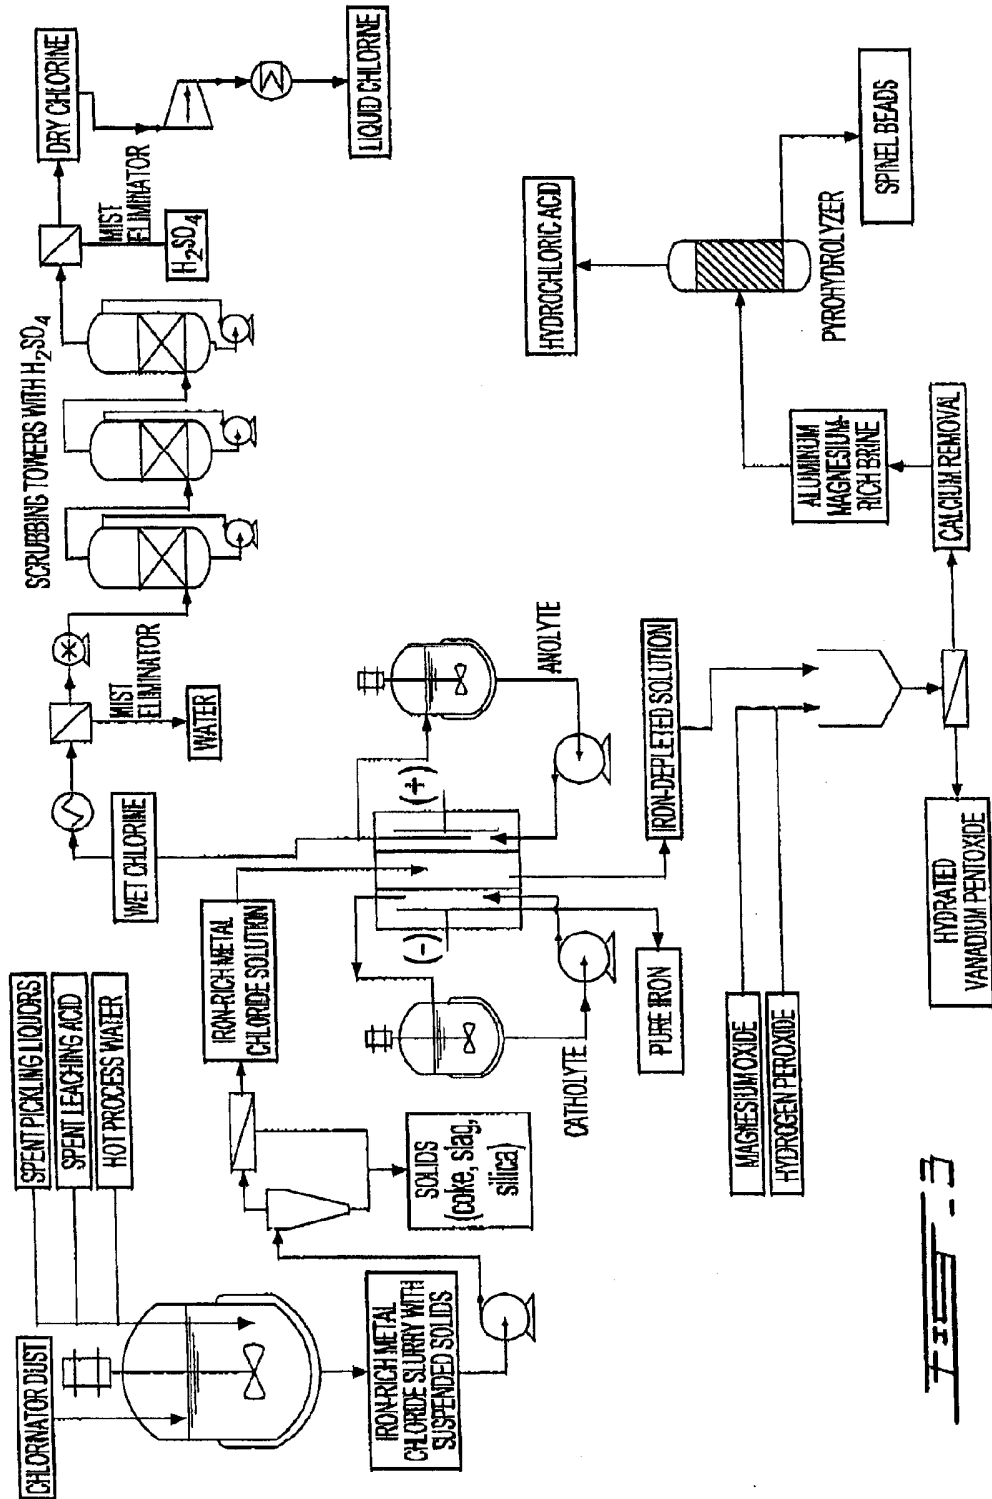 CHLORNATOR DUST
SPENT PICKLING LIQUORS
SPENT LEACHING ACID
HOT PROCESS WATER
IRON-RICH METAL
CHLORIDE SLURRY WITH
SUSPENDED SOLIDS
SOLIDS
(coke, slag,
silica)
IRON-RICH METAL
CHLORIDE SOLUTION
WET CHLORINE
MIST
ELIMINATOR
WATER
SCRUBBING TOWERS WITH H2SO4
MIST
ELIMINATOR
H2SO4
DRY CHLORINE
LIQUID CHLORINE
(-)
(+)
CATHOLYTE
ANOLYTE
PURE IRON
IRON-DEPLETED SOLUTION
MAGNESIUM OXIDE
HYDROGEN PEROXIDE
HYDRATED
VANADIUM PENTOXIDE
CALCIUM REMOVAL
ALUMINUM
MAGNESIUM-
RICH BRINE
PYROHYDROLYZER
HYDROCHLORIC ACID
SPINEL BEADS
FIG. 3